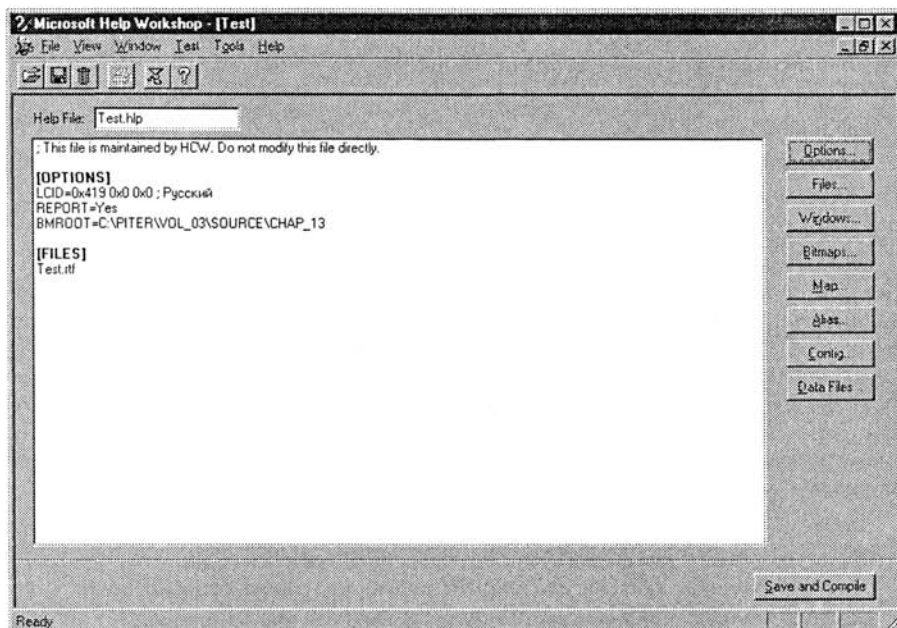 Microsoft Help Workshop - [Test]
File View Window Test Tools Help
Help File: Test.hlp
; This file is maintained by HCW. Do not modify this file directly.
[OPTIONS]
LCID=0x419 0x0 0x0 ; Русский
REPORT=Yes
BMROOT=C:\PITER\VOL_03\SOURCE\CHAP_13
[FILES]
Test.rtf
Options...
Files...
Windows...
Bitmaps...
Map...
Alias...
Config...
Data Files...
Save and Compile
Ready